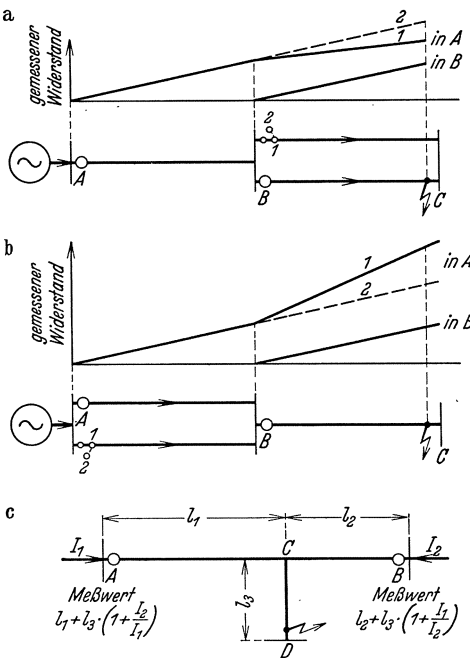 a
gemessener
Widerstand
2
1
in A
in B
2
1
A
B
C
b
gemessener
Widerstand
1
in A
2
in B
A
1
2
B
C
c
l₁
l₂
I₁
C
I₂
A
B
Meßwert
l₁+l₃·(1+I₂/I₁)
l₃
Meßwert
l₂+l₃·(1+I₁/I₂)
D